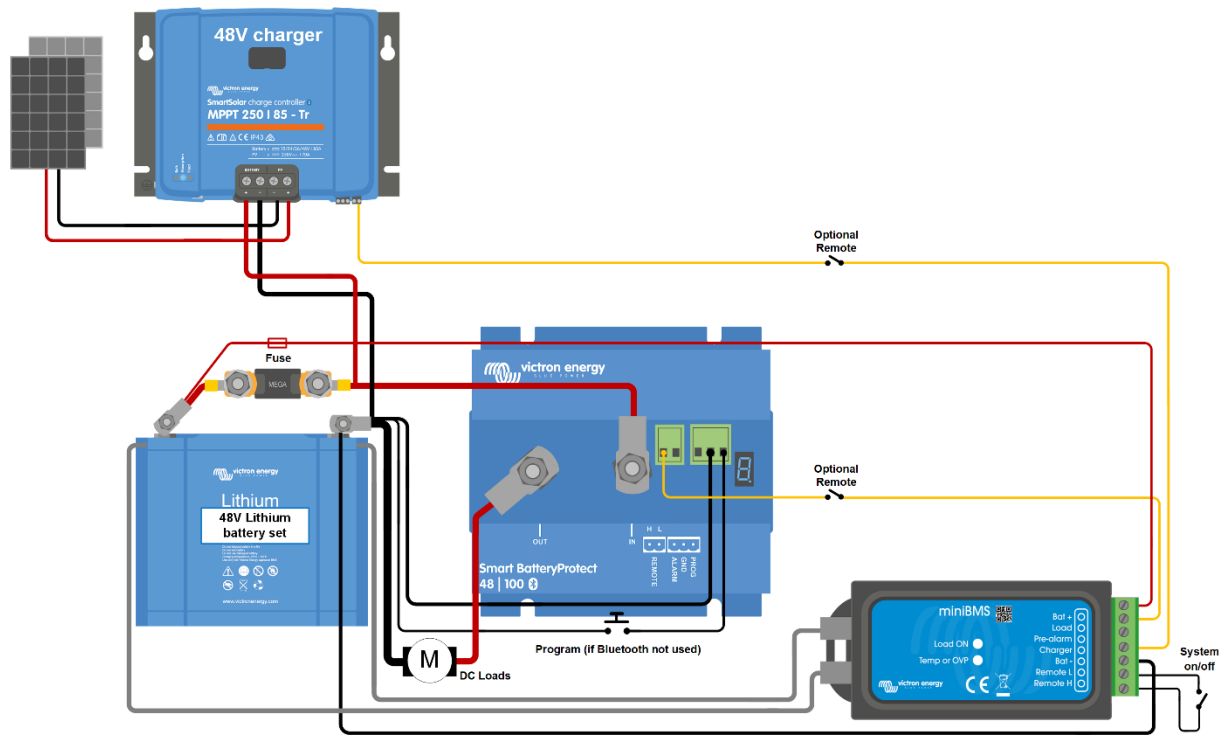 48V charger
victron energy
SmartSolar charge controller
MPPT 250 | 85 - Tr
IP43
BATTERY
PV
Optional
Remote
Fuse
MEGA
victron energy
BLUE POWER
victron energy
Lithium
48V Lithium
battery set
www.victronenergy.com
Optional
Remote
OUT
IN
H L
REMOTE
ALARM
GND
PROG
Smart BatteryProtect
48 | 100
Program (if Bluetooth not used)
M
DC Loads
miniBMS
Load ON
Temp or OVP
victron energy
Bat +
Load
Pre-alarm
Charger
Bat -
Remote L
Remote H
System
on/off